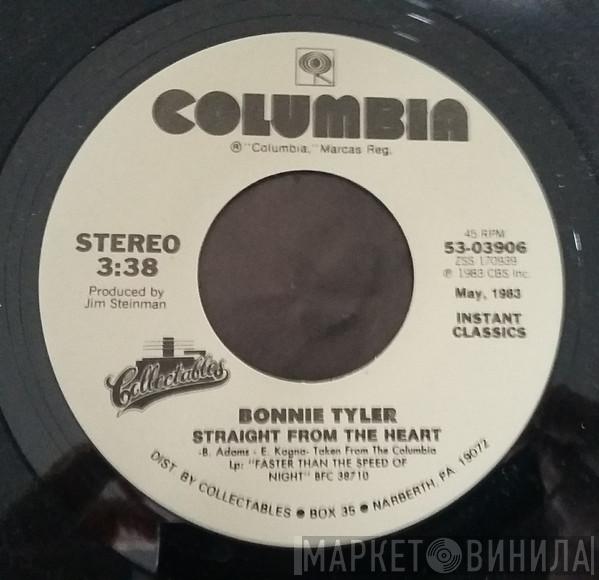 COLUMBIA
® "Columbia," Marcas Reg.
STEREO
3:38
Produced by
Jim Steinman
45 RPM
53-03906
ZSS 170939
℗ 1983 CBS Inc.
May, 1983
INSTANT
CLASSICS
Collectables
BONNIE TYLER
STRAIGHT FROM THE HEART
-B. Adams - E. Kagna- Taken From The Columbia
Lp: "FASTER THAN THE SPEED OF
NIGHT" BFC 38710
DIST. BY COLLECTABLES ● BOX 35 ● NARBERTH, PA. 19072
МАРКЕТ ВИНИЛА